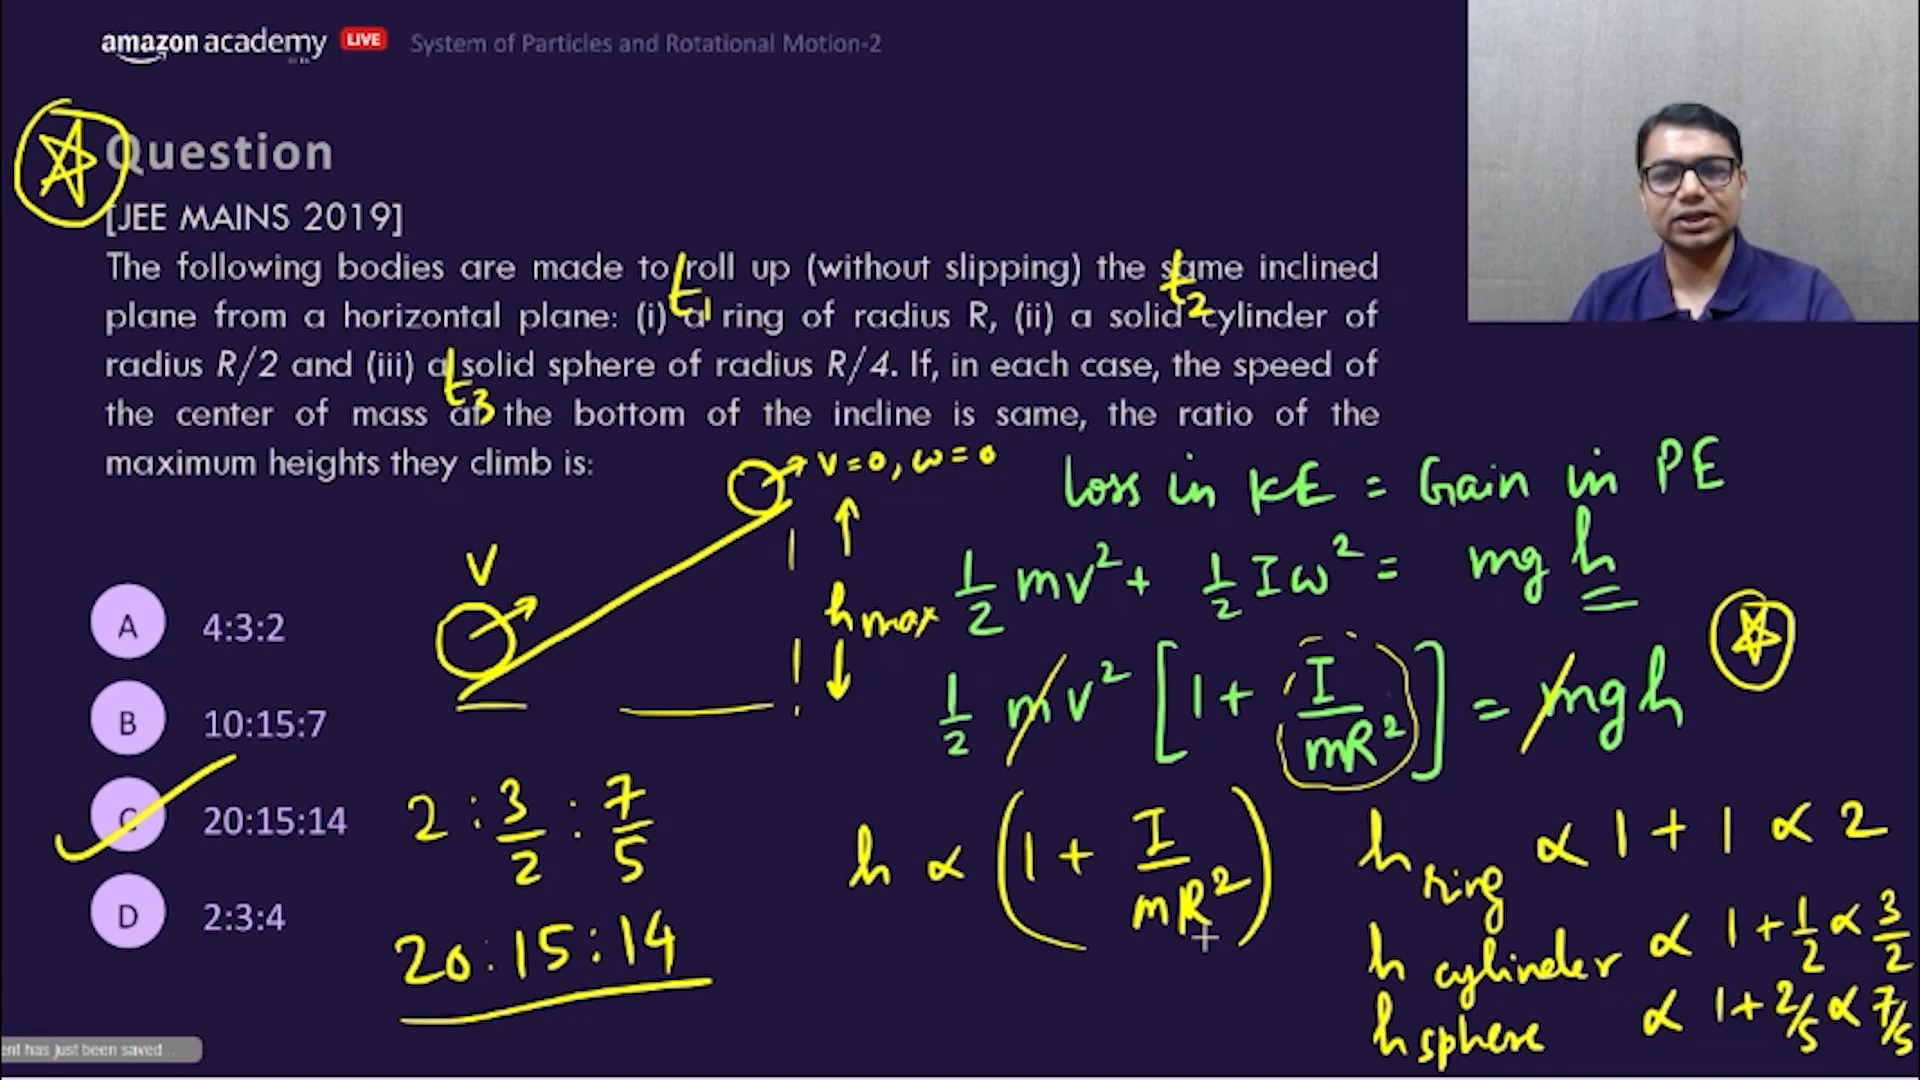 amazon academy LIVE System of Particles and Rotational Motion-2
Question
[JEE MAINS 2019]
The following bodies are made to roll up (without slipping) the same inclined
plane from a horizontal plane: (i) a ring of radius R, (ii) a solid cylinder of
radius R/2 and (iii) a solid sphere of radius R/4. If, in each case, the speed of
the center of mass at the bottom of the incline is same, the ratio of the
maximum heights they climb is:
t1
t2
t3
A 4:3:2
B 10:15:7
C 20:15:14
D 2:3:4
V
v=0, ω=0
h max
Loss in KE = Gain in PE
1/2 mv² + 1/2 Iω² = mg h
1/2 mv² [1 + I/mR²] = mgh
h ∝ (1 + I/mR²)
h ring ∝ 1 + 1 ∝ 2
h cylinder ∝ 1 + 1/2 ∝ 3/2
h sphere ∝ 1 + 2/5 ∝ 7/5
2 : 3/2 : 7/5
20 : 15 : 14
ent has just been saved...